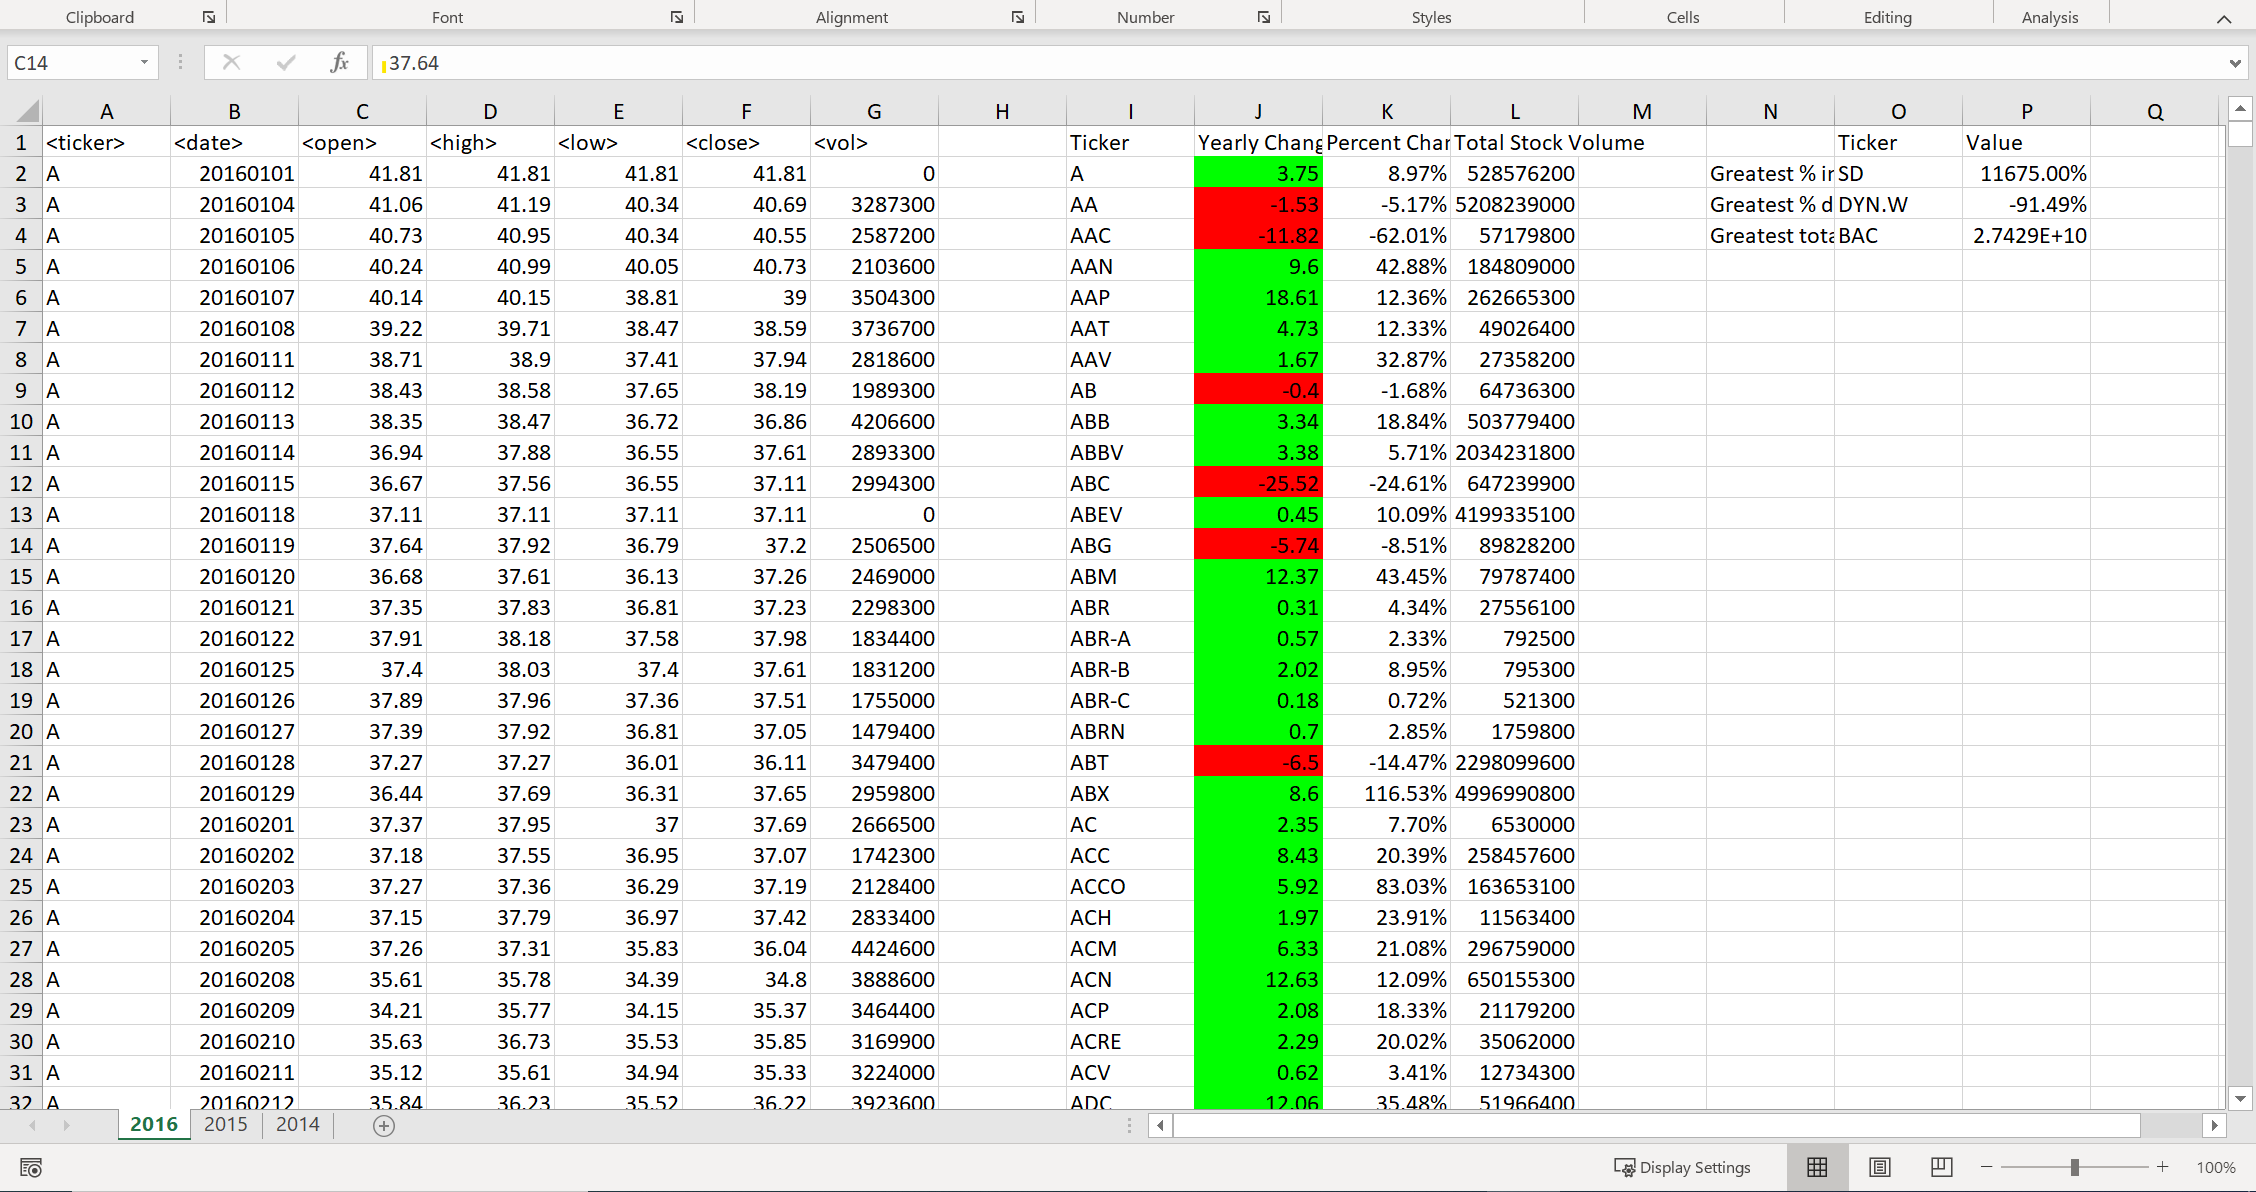 Clipboard Font Alignment Number Styles Cells Editing Analysis
C14 fx 37.64
A B C D E F G H I J K L M N O P Q
1 <ticker> <date> <open> <high> <low> <close> <vol> Ticker Yearly Chang Percent Char Total Stock Volume Ticker Value
2 A 20160101 41.81 41.81 41.81 41.81 0 A 3.75 8.97% 528576200 Greatest % ir SD 11675.00%
3 A 20160104 41.06 41.19 40.34 40.69 3287300 AA -1.53 -5.17% 5208239000 Greatest % d DYN.W -91.49%
4 A 20160105 40.73 40.95 40.34 40.55 2587200 AAC -11.82 -62.01% 57179800 Greatest tota BAC 2.7429E+10
5 A 20160106 40.24 40.99 40.05 40.73 2103600 AAN 9.6 42.88% 184809000
6 A 20160107 40.14 40.15 38.81 39 3504300 AAP 18.61 12.36% 262665300
7 A 20160108 39.22 39.71 38.47 38.59 3736700 AAT 4.73 12.33% 49026400
8 A 20160111 38.71 38.9 37.41 37.94 2818600 AAV 1.67 32.87% 27358200
9 A 20160112 38.43 38.58 37.65 38.19 1989300 AB -0.4 -1.68% 64736300
10 A 20160113 38.35 38.47 36.72 36.86 4206600 ABB 3.34 18.84% 503779400
11 A 20160114 36.94 37.88 36.55 37.61 2893300 ABBV 3.38 5.71% 2034231800
12 A 20160115 36.67 37.56 36.55 37.11 2994300 ABC -25.52 -24.61% 647239900
13 A 20160118 37.11 37.11 37.11 37.11 0 ABEV 0.45 10.09% 4199335100
14 A 20160119 37.64 37.92 36.79 37.2 2506500 ABG -5.74 -8.51% 89828200
15 A 20160120 36.68 37.61 36.13 37.26 2469000 ABM 12.37 43.45% 79787400
16 A 20160121 37.35 37.83 36.81 37.23 2298300 ABR 0.31 4.34% 27556100
17 A 20160122 37.91 38.18 37.58 37.98 1834400 ABR-A 0.57 2.33% 792500
18 A 20160125 37.4 38.03 37.4 37.61 1831200 ABR-B 2.02 8.95% 795300
19 A 20160126 37.89 37.96 37.36 37.51 1755000 ABR-C 0.18 0.72% 521300
20 A 20160127 37.39 37.92 36.81 37.05 1479400 ABRN 0.7 2.85% 1759800
21 A 20160128 37.27 37.27 36.01 36.11 3479400 ABT -6.5 -14.47% 2298099600
22 A 20160129 36.44 37.69 36.31 37.65 2959800 ABX 8.6 116.53% 4996990800
23 A 20160201 37.37 37.95 37 37.69 2666500 AC 2.35 7.70% 6530000
24 A 20160202 37.18 37.55 36.95 37.07 1742300 ACC 8.43 20.39% 258457600
25 A 20160203 37.27 37.36 36.29 37.19 2128400 ACCO 5.92 83.03% 163653100
26 A 20160204 37.15 37.79 36.97 37.42 2833400 ACH 1.97 23.91% 11563400
27 A 20160205 37.26 37.31 35.83 36.04 4424600 ACM 6.33 21.08% 296759000
28 A 20160208 35.61 35.78 34.39 34.8 3888600 ACN 12.63 12.09% 650155300
29 A 20160209 34.21 35.77 34.15 35.37 3464400 ACP 2.08 18.33% 21179200
30 A 20160210 35.63 36.73 35.53 35.85 3169900 ACRE 2.29 20.02% 35062000
31 A 20160211 35.12 35.61 34.94 35.33 3224000 ACV 0.62 3.41% 12734300
32 A 20160212 35.84 36.23 35.52 36.22 3923600 ADC 12.06 35.48% 51966400
2016 2015 2014
Display Settings 100%